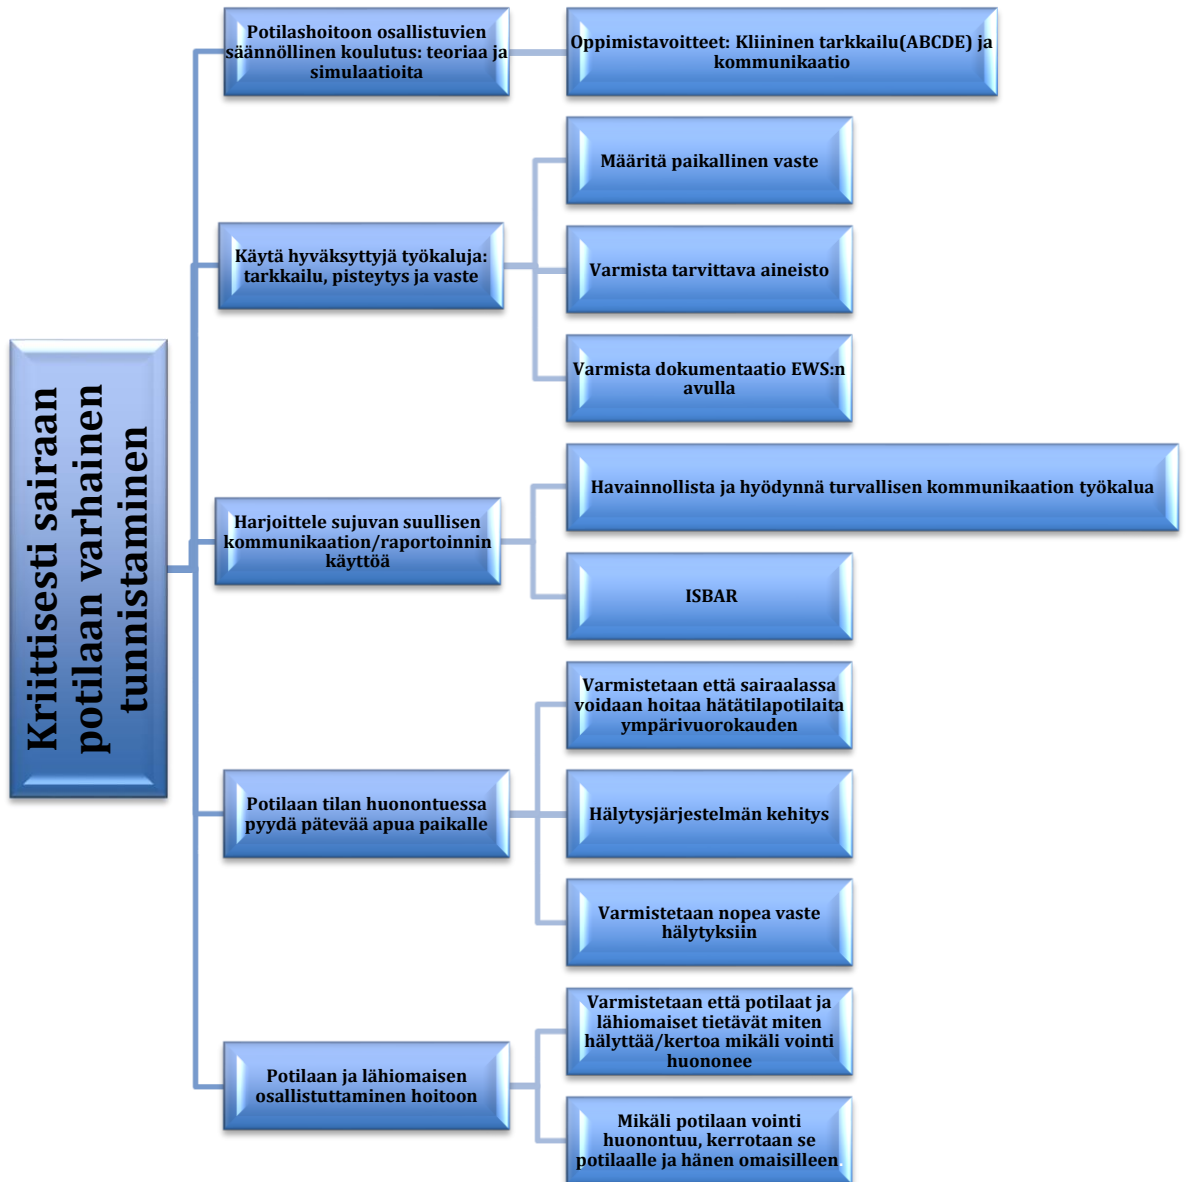 Kriittisesti sairaan
potilaan varhainen
tunnistaminen
Potilashoitoon osallistuvien
säännöllinen koulutus: teoriaa ja
simulaatioita
Oppimistavoitteet: Kliininen tarkkailu(ABCDE) ja
kommunikaatio
Käytä hyväksyttyjä työkaluja:
tarkkailu, pisteytys ja vaste
Määritä paikallinen vaste
Varmista tarvittava aineisto
Varmista dokumentaatio EWS:n
avulla
Harjoittele sujuvan suullisen
kommunikaation/raportoinnin
käyttöä
Havainnollista ja hyödynnä turvallisen kommunikaation työkalua
ISBAR
Potilaan tilan huonontuessa
pyydä pätevää apua paikalle
Varmistetaan että sairaalassa
voidaan hoitaa hätätilapotilaita
ympärivuorokauden
Hälytysjärjestelmän kehitys
Varmistetaan nopea vaste
hälytyksiin
Potilaan ja lähiomaisen
osallistuttaminen hoitoon
Varmistetaan että potilaat ja
lähiomaiset tietävät miten
hälyttää/kertoa mikäli vointi
huononee
Mikäli potilaan vointi
huonontuu, kerrotaan se
potilaalle ja hänen omaisilleen.